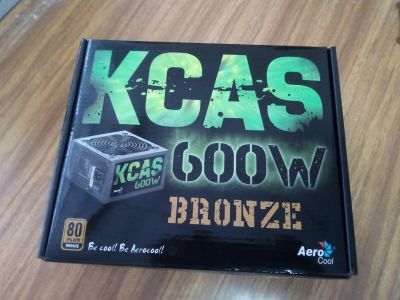 KCAS
600W
BRONZE
KCAS
600W
80
PLUS
BRONZE
Be cool! Be Aerocool!
Aero
Cool